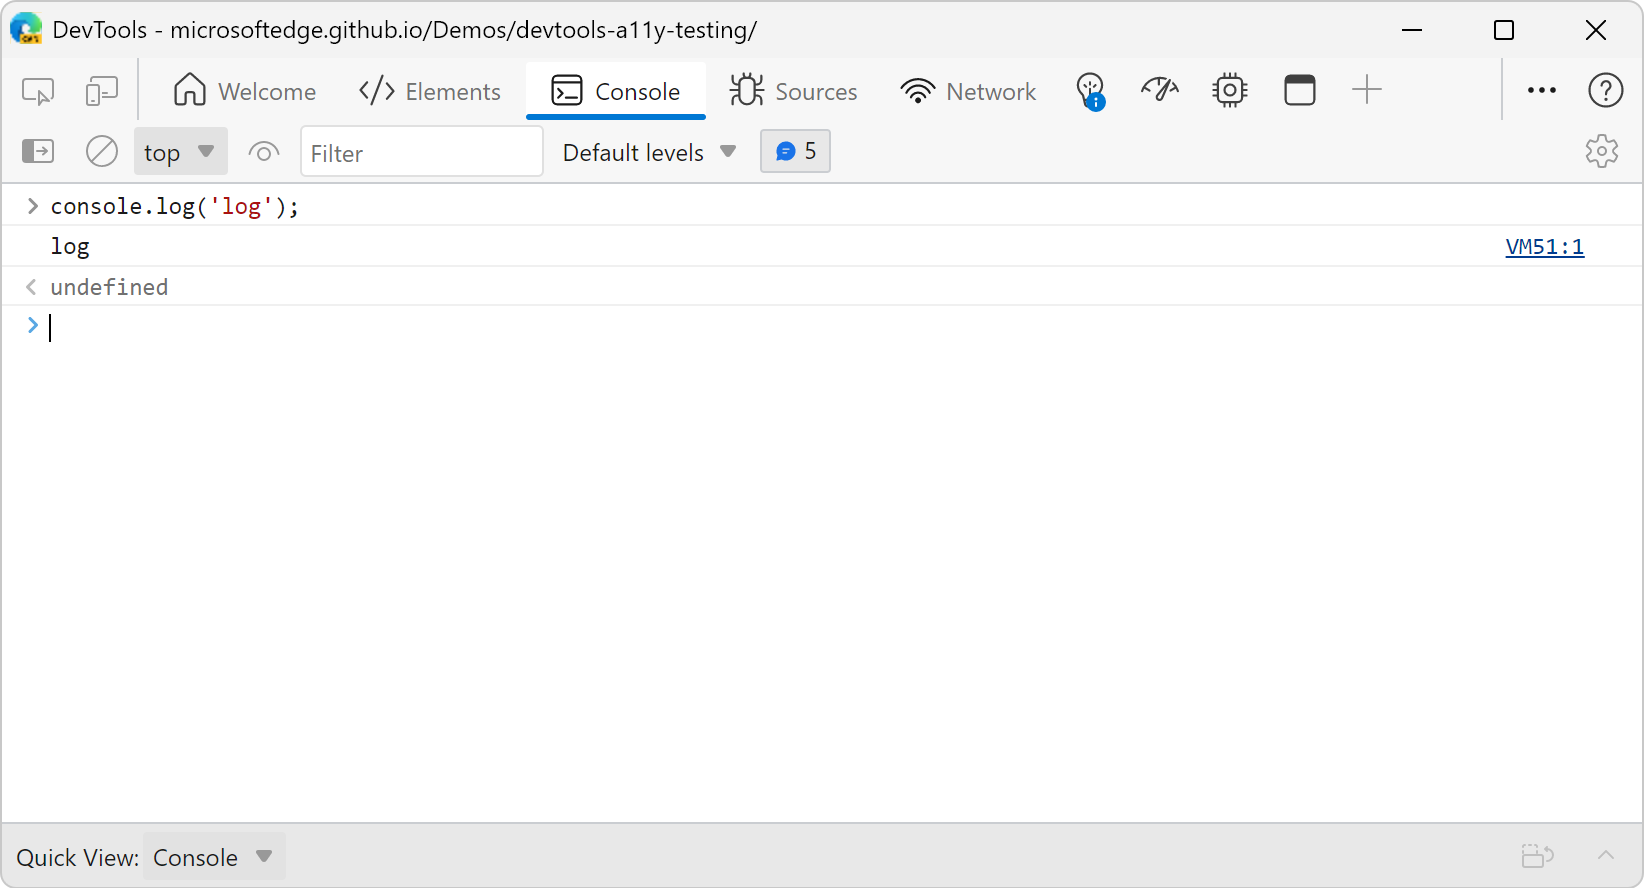 DevTools - microsoftedge.github.io/Demos/devtools-a11y-testing/
Welcome Elements Console Sources Network
top Filter Default levels 5
console.log('log');
log VM51:1
undefined
Quick View: Console